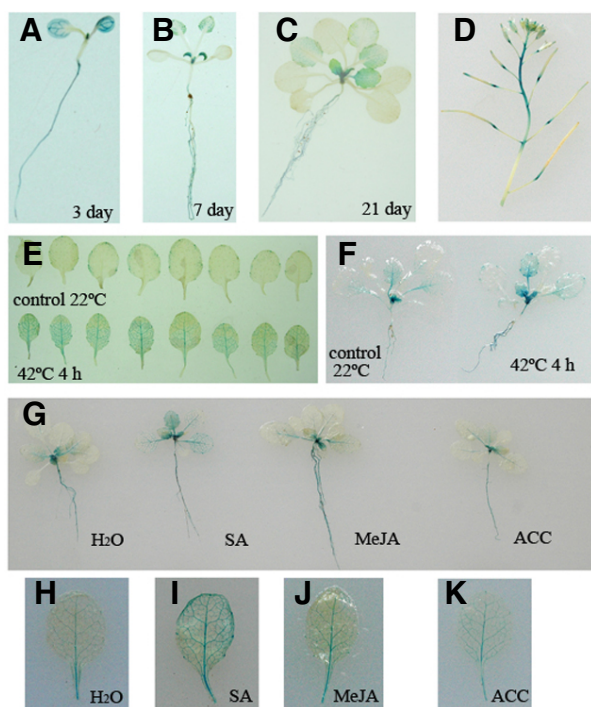 A
B
C
D
3 day
7 day
21 day
E
F
control 22ºC
42ºC 4 h
control
22ºC
42ºC 4 h
G
H₂O
SA
MeJA
ACC
H
I
J
K
H₂O
SA
MeJA
ACC